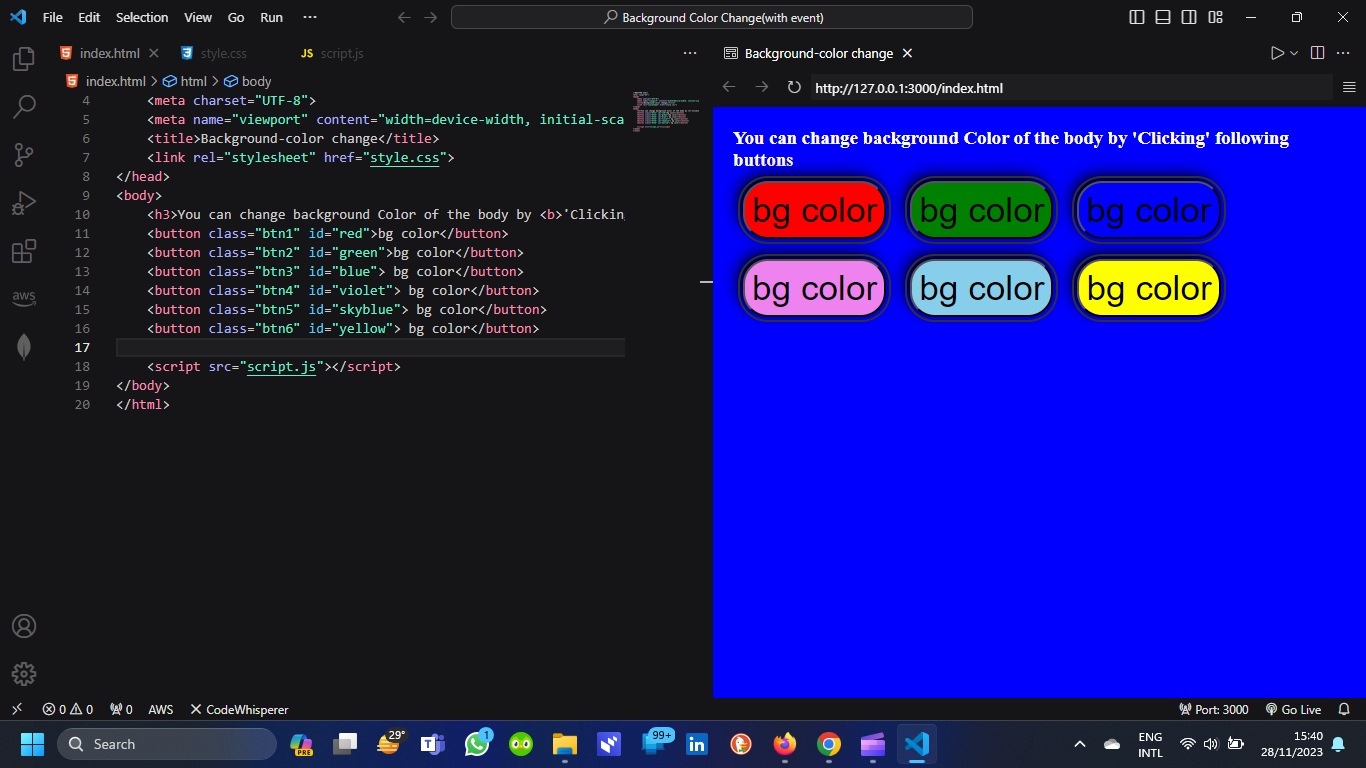 File Edit Selection View Go Run ···
Background Color Change(with event)
index.html
style.css
JS script.js
···
Background-color change
···
index.html > html > body
http://127.0.0.1:3000/index.html
4 <meta charset="UTF-8">
5 <meta name="viewport" content="width=device-width, initial-sca
6 <title>Background-color change</title>
7 <link rel="stylesheet" href="style.css">
8 </head>
9 <body>
10 <h3>You can change background Color of the body by <b>'Clickin
11 <button class="btn1" id="red">bg color</button>
12 <button class="btn2" id="green">bg color</button>
13 <button class="btn3" id="blue"> bg color</button>
14 <button class="btn4" id="violet"> bg color</button>
15 <button class="btn5" id="skyblue"> bg color</button>
16 <button class="btn6" id="yellow"> bg color</button>
17
18 <script src="script.js"></script>
19 </body>
20 </html>
You can change background Color of the body by 'Clicking' following
buttons
bg color bg color bg color
bg color bg color bg color
aws
0 0 0 AWS CodeWhisperer
Port: 3000 Go Live
Search
PRE
29°
1
99+
ENG
INTL
15:40
28/11/2023